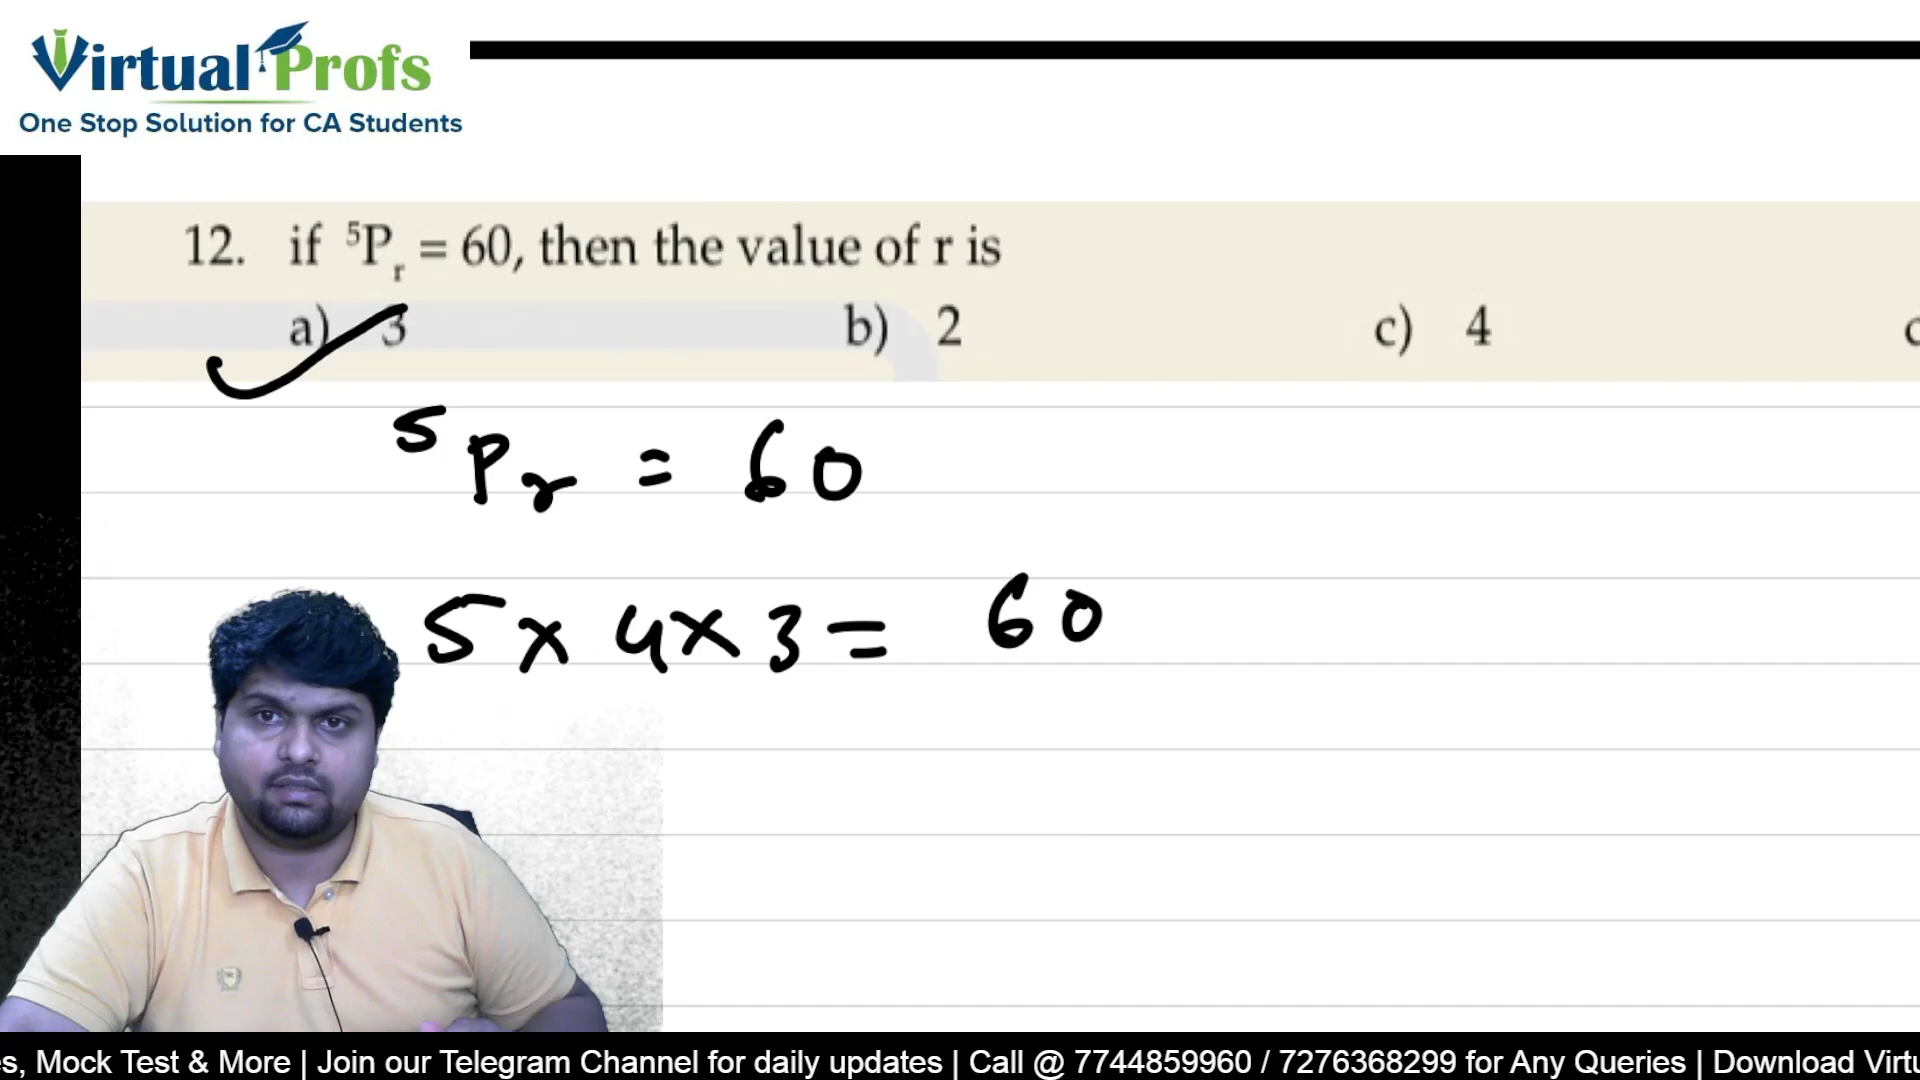 Virtual Profs
One Stop Solution for CA Students
12. if ⁵Pᵣ = 60, then the value of r is
a) 3 b) 2 c) 4
⁵Pᵣ = 60
5 × 4 × 3 = 60
es, Mock Test & More | Join our Telegram Channel for daily updates | Call @ 7744859960 / 7276368299 for Any Queries | Download Virtu